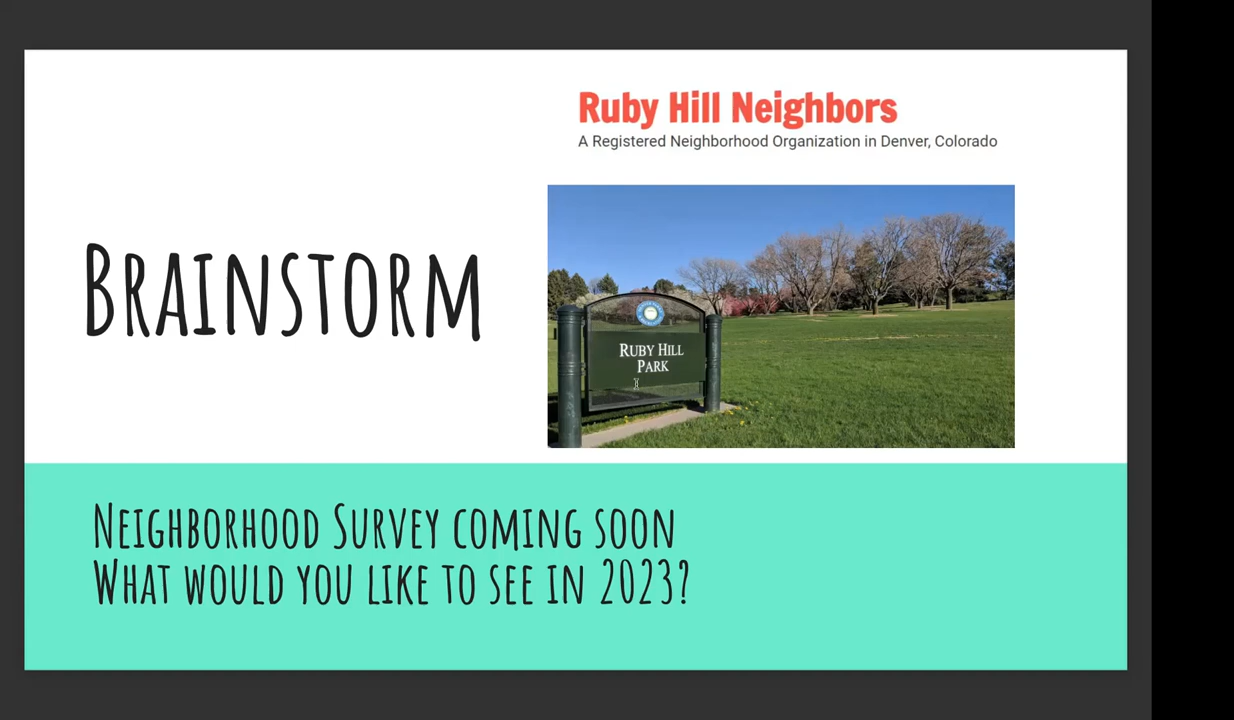 Ruby Hill Neighbors
A Registered Neighborhood Organization in Denver, Colorado
BRAINSTORM
RUBY HILL
PARK
NEIGHBORHOOD SURVEY COMING SOON
WHAT WOULD YOU LIKE TO SEE IN 2023?